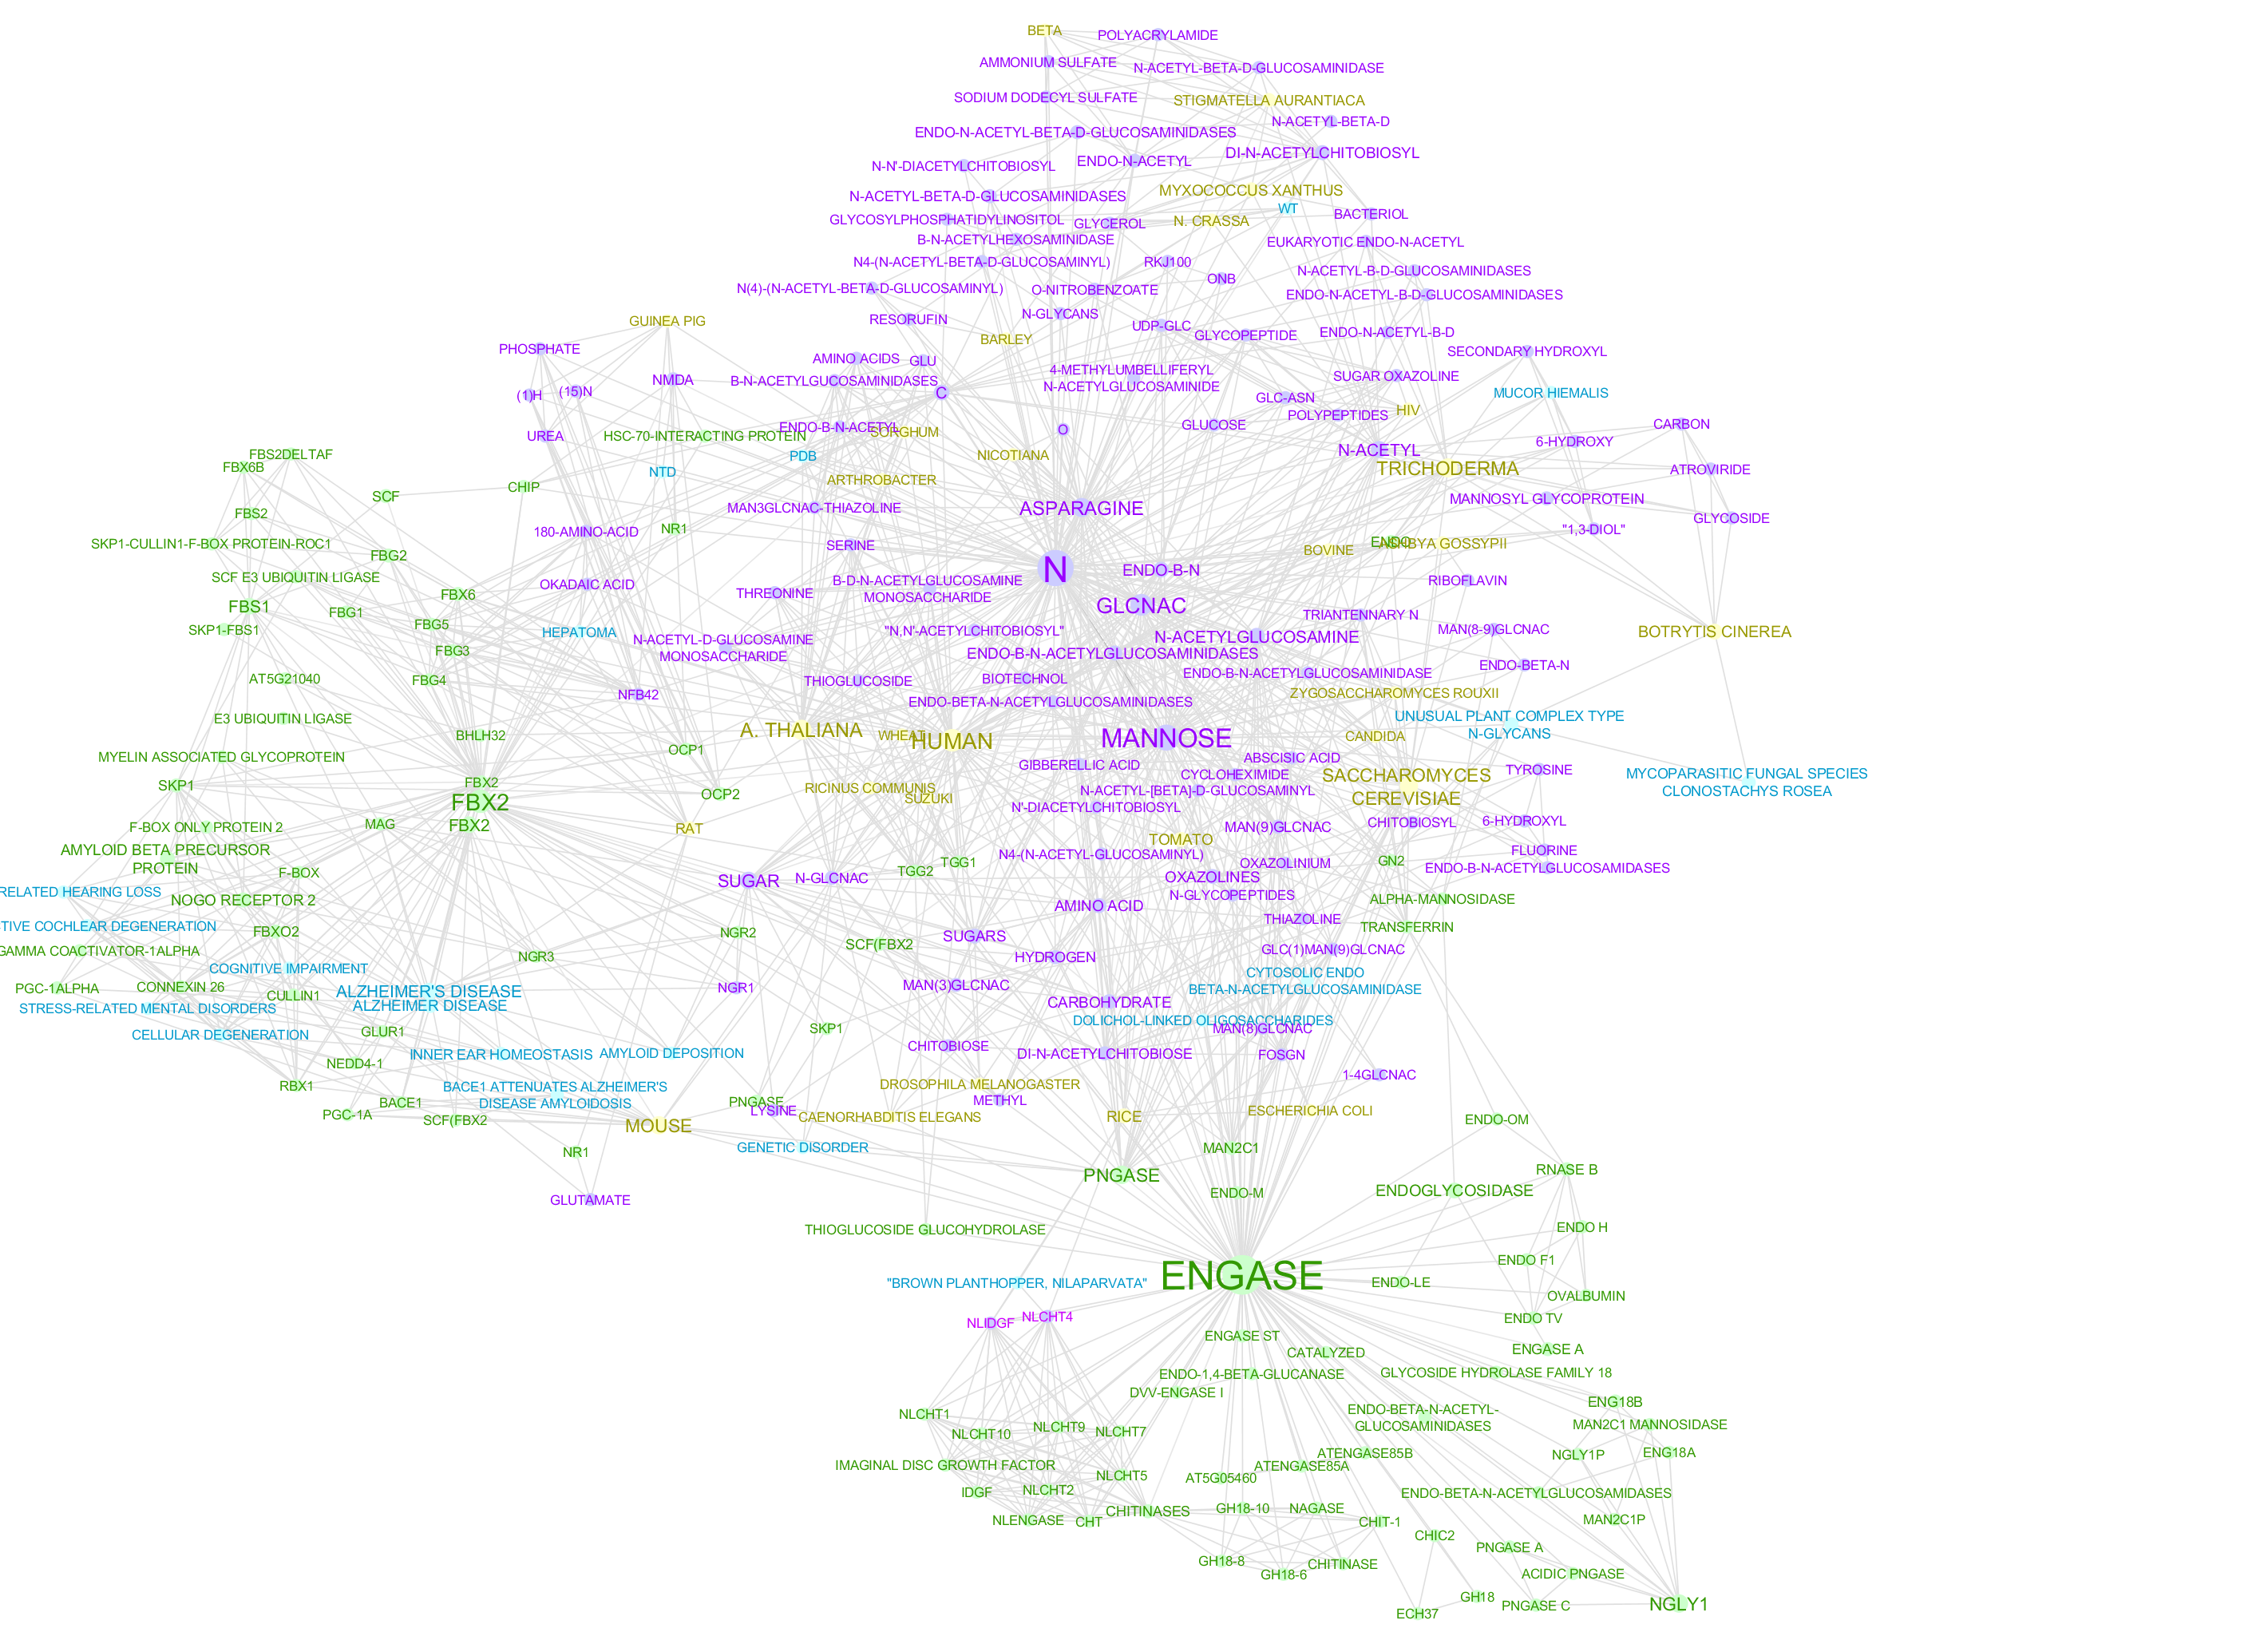 BETA
POLYACRYLAMIDE
AMMONIUM SULFATE
N-ACETYL-BETA-D-GLUCOSAMINIDASE
SODIUM DODECYL SULFATE
STIGMATELLA AURANTIACA
N-ACETYL-BETA-D
ENDO-N-ACETYL-BETA-D-GLUCOSAMINIDASES
DI-N-ACETYLCHITOBIOSYL
N-N'-DIACETYLCHITOBIOSYL
ENDO-N-ACETYL
MYXOCOCCUS XANTHUS
N-ACETYL-BETA-D-GLUCOSAMINIDASES
WT
BACTERIOL
GLYCOSYLPHOSPHATIDYLINOSITOL
GLYCEROL
N. CRASSA
B-N-ACETYLHEXOSAMINIDASE
EUKARYOTIC ENDO-N-ACETYL
N4-(N-ACETYL-BETA-D-GLUCOSAMINYL)
RKJ100
N-ACETYL-B-D-GLUCOSAMINIDASES
ONB
N(4)-(N-ACETYL-BETA-D-GLUCOSAMINYL)
O-NITROBENZOATE
ENDO-N-ACETYL-B-D-GLUCOSAMINIDASES
GUINEA PIG
RESORUFIN
N-GLYCANS
UDP-GLC
GLYCOPEPTIDE
ENDO-N-ACETYL-B-D
BARLEY
PHOSPHATE
SECONDARY HYDROXYL
AMINO ACIDS
GLU
4-METHYLUMBELLIFERYL
N-ACETYLGLUCOSAMINIDE
SUGAR OXAZOLINE
NMDA
B-N-ACETYLGUCOSAMINIDASES
(1)H
(15)N
C
MUCOR HIEMALIS
GLC-ASN
HIV
POLYPEPTIDES
GLUCOSE
CARBON
UREA
HSC-70-INTERACTING PROTEIN
ENDO-B-N-ACETYL
SORGHUM
O
6-HYDROXY
N-ACETYL
FBS2DELTAF
FBX6B
NTD
PDB
NICOTIANA
TRICHODERMA
ATROVIRIDE
ARTHROBACTER
CHIP
SCF
MANNOSYL GLYCOPROTEIN
FBS2
MAN3GLCNAC-THIAZOLINE
ASPARAGINE
GLYCOSIDE
NR1
180-AMINO-ACID
"1,3-DIOL"
SKP1-CULLIN1-F-BOX PROTEIN-ROC1
SERINE
BOVINE
ENDO
ASHBYA GOSSYPII
FBG2
N
ENDO-B-N
SCF E3 UBIQUITIN LIGASE
OKADAIC ACID
RIBOFLAVIN
B-D-N-ACETYLGLUCOSAMINE
MONOSACCHARIDE
THREONINE
FBX6
FBS1
FBG1
GLCNAC
TRIANTENNARY N
FBG5
SKP1-FBS1
HEPATOMA
"N,N'-ACETYLCHITOBIOSYL"
MAN(8-9)GLCNAC
BOTRYTIS CINEREA
N-ACETYL-D-GLUCOSAMINE
MONOSACCHARIDE
N-ACETYLGLUCOSAMINE
FBG3
ENDO-B-N-ACETYLGLUCOSAMINIDASES
ENDO-BETA-N
AT5G21040
FBG4
THIOGLUCOSIDE
BIOTECHNOL
ENDO-B-N-ACETYLGLUCOSAMINIDASE
NFB42
ZYGOSACCHAROMYCES ROUXII
ENDO-BETA-N-ACETYLGLUCOSAMINIDASES
E3 UBIQUITIN LIGASE
UNUSUAL PLANT COMPLEX TYPE
N-GLYCANS
A. THALIANA
WHEAT
HUMAN
MANNOSE
CANDIDA
BHLH32
OCP1
MYELIN ASSOCIATED GLYCOPROTEIN
GIBBERELLIC ACID
ABSCISIC ACID
CYCLOHEXIMIDE
TYROSINE
MYCOPARASITIC FUNGAL SPECIES
CLONOSTACHYS ROSEA
SACCHAROMYCES
CEREVISIAE
SKP1
FBX2
FBX2
FBX2
OCP2
RICINUS COMMUNIS
SUZUKI
N-ACETYL-[BETA]-D-GLUCOSAMINYL
N'-DIACETYLCHITOBIOSYL
CHITOBIOSYL
6-HYDROXYL
F-BOX ONLY PROTEIN 2
MAG
RAT
TOMATO
MAN(9)GLCNAC
AMYLOID BETA PRECURSOR
PROTEIN
N4-(N-ACETYL-GLUCOSAMINYL)
FLUORINE
TGG1
TGG2
OXAZOLINIUM
GN2
ENDO-B-N-ACETYLGLUCOSAMIDASES
F-BOX
SUGAR
N-GLCNAC
OXAZOLINES
RELATED HEARING LOSS
NOGO RECEPTOR 2
N-GLYCOPEPTIDES
ALPHA-MANNOSIDASE
AMINO ACID
TIVE COCHLEAR DEGENERATION
FBXO2
NGR2
THIAZOLINE
TRANSFERRIN
SUGARS
SCF(FBX2
GAMMA COACTIVATOR-1ALPHA
NGR3
HYDROGEN
GLC(1)MAN(9)GLCNAC
COGNITIVE IMPAIRMENT
CYTOSOLIC ENDO
BETA-N-ACETYLGLUCOSAMINIDASE
PGC-1ALPHA
CONNEXIN 26
CULLIN1
ALZHEIMER'S DISEASE
ALZHEIMER DISEASE
NGR1
MAN(3)GLCNAC
CARBOHYDRATE
STRESS-RELATED MENTAL DISORDERS
DOLICHOL-LINKED OLIGOSACCHARIDES
MAN(8)GLCNAC
CELLULAR DEGENERATION
GLUR1
SKP1
CHITOBIOSE
INNER EAR HOMEOSTASIS
AMYLOID DEPOSITION
DI-N-ACETYLCHITOBIOSE
FOSGN
NEDD4-1
1-4GLCNAC
RBX1
BACE1 ATTENUATES ALZHEIMER'S
DISEASE AMYLOIDOSIS
DROSOPHILA MELANOGASTER
METHYL
BACE1
PNGASE
LYSINE
PGC-1A
SCF(FBX2
MOUSE
CAENORHABDITIS ELEGANS
RICE
ESCHERICHIA COLI
ENDO-OM
NR1
GENETIC DISORDER
MAN2C1
PNGASE
RNASE B
GLUTAMATE
ENDO-M
ENDOGLYCOSIDASE
THIOGLUCOSIDE GLUCOHYDROLASE
ENDO H
ENDO F1
ENGASE
"BROWN PLANTHOPPER, NILAPARVATA"
ENDO-LE
OVALBUMIN
NLIDGF
NLCHT4
ENDO TV
ENGASE ST
CATALYZED
ENGASE A
ENDO-1,4-BETA-GLUCANASE
GLYCOSIDE HYDROLASE FAMILY 18
DVV-ENGASE I
ENG18B
NLCHT1
ENDO-BETA-N-ACETYL-
GLUCOSAMINIDASES
MAN2C1 MANNOSIDASE
NLCHT10
NLCHT9
NLCHT7
ATENGASE85B
NGLY1P
ENG18A
IMAGINAL DISC GROWTH FACTOR
ATENGASE85A
NLCHT5
AT5G05460
IDGF
NLCHT2
ENDO-BETA-N-ACETYLGLUCOSAMIDASES
NLENGASE
CHT
CHITINASES
GH18-10
NAGASE
CHIT-1
MAN2C1P
CHIC2
PNGASE A
GH18-8
GH18-6
CHITINASE
ACIDIC PNGASE
GH18
ECH37
PNGASE C
NGLY1